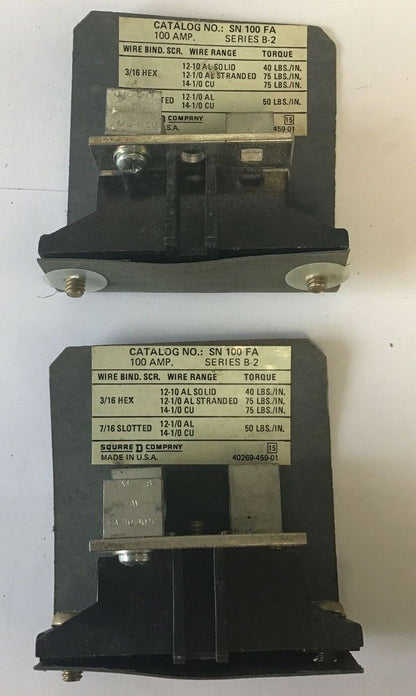 CATALOG NO.: SN 100 FA
100 AMP. SERIES B-2
WIRE BIND. SCR. WIRE RANGE TORQUE
3/16 HEX 12-10 AL SOLID 40 LBS./IN.
12-1/0 AL STRANDED 75 LBS./IN.
14-1/0 CU 75 LBS./IN.
TTED 12-1/0 AL 50 LBS./IN.
14-1/0 CU
D COMPANY 15
U.S.A. 459-01
CATALOG NO.: SN 100 FA
100 AMP. SERIES B-2
WIRE BIND. SCR. WIRE RANGE TORQUE
3/16 HEX 12-10 AL SOLID 40 LBS./IN.
12-1/0 AL STRANDED 75 LBS./IN.
14-1/0 CU 75 LBS./IN.
7/16 SLOTTED 12-1/0 AL 50 LBS./IN.
14-1/0 CU
SQUARE D COMPANY 15
MADE IN U.S.A. 40269-459-01